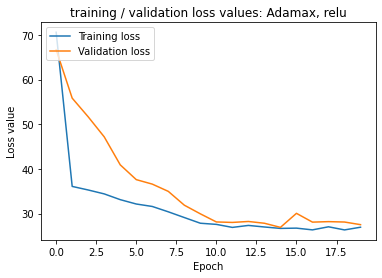 training / validation loss values: Adamax, relu
Training loss
Validation loss
70
60
50
40
30
Loss value
0.0 2.5 5.0 7.5 10.0 12.5 15.0 17.5
Epoch